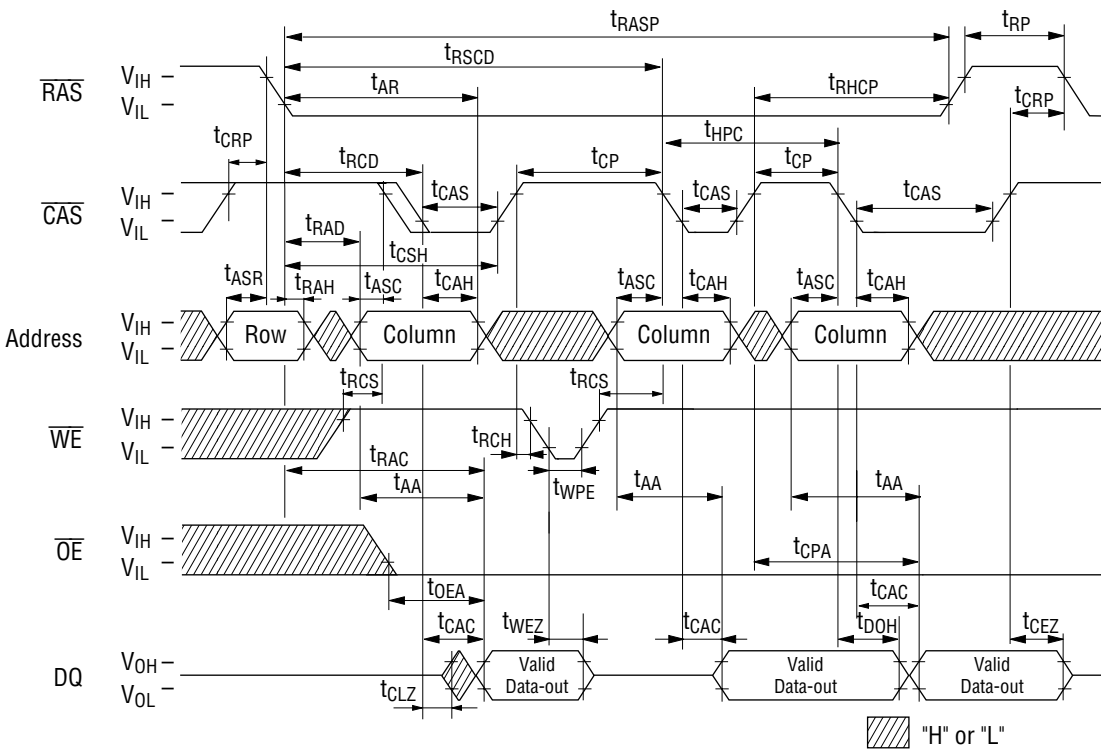 tRASP
tRP
tRSCD
RAS
VIH
VIL
tAR
tRHCP
tCRP
tCRP
tRCD
tHPC
tCP
tCP
CAS
VIH
VIL
tCAS
tCAS
tCAS
tRAD
tCSH
tASR
tRAH
tASC
tCAH
tASC
tCAH
tASC
tCAH
Address
VIH
VIL
Row
Column
Column
Column
tRCS
tRCS
WE
VIH
VIL
tRCH
tRAC
tWPE
tAA
tAA
tAA
OE
VIH
VIL
tCPA
tOEA
tCAC
tCAC
tWEZ
tCAC
tDOH
tCEZ
DQ
VOH
VOL
Valid
Data-out
Valid
Data-out
Valid
Data-out
tCLZ
"H" or "L"